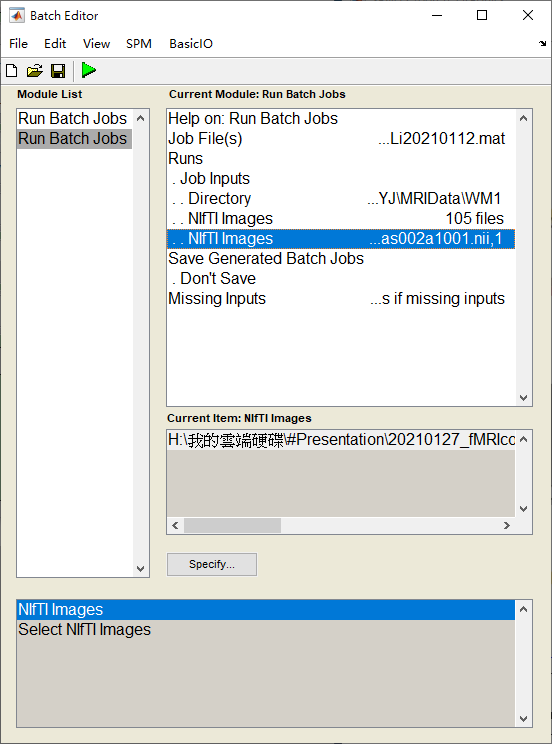 Batch Editor
File Edit View SPM BasicIO
Module List
Current Module: Run Batch Jobs
Run Batch Jobs
Run Batch Jobs
Help on: Run Batch Jobs
Job File(s) ...Li20210112.mat
Runs
. Job Inputs
. . Directory ...YJ\MRIData\WM1
. . NIfTI Images 105 files
. . NIfTI Images ...as002a1001.nii,1
Save Generated Batch Jobs
. Don't Save
Missing Inputs ...s if missing inputs
Current Item: NIfTI Images
H:\我的雲端硬碟\#Presentation\20210127_fMRIcc
Specify...
NIfTI Images
Select NIfTI Images